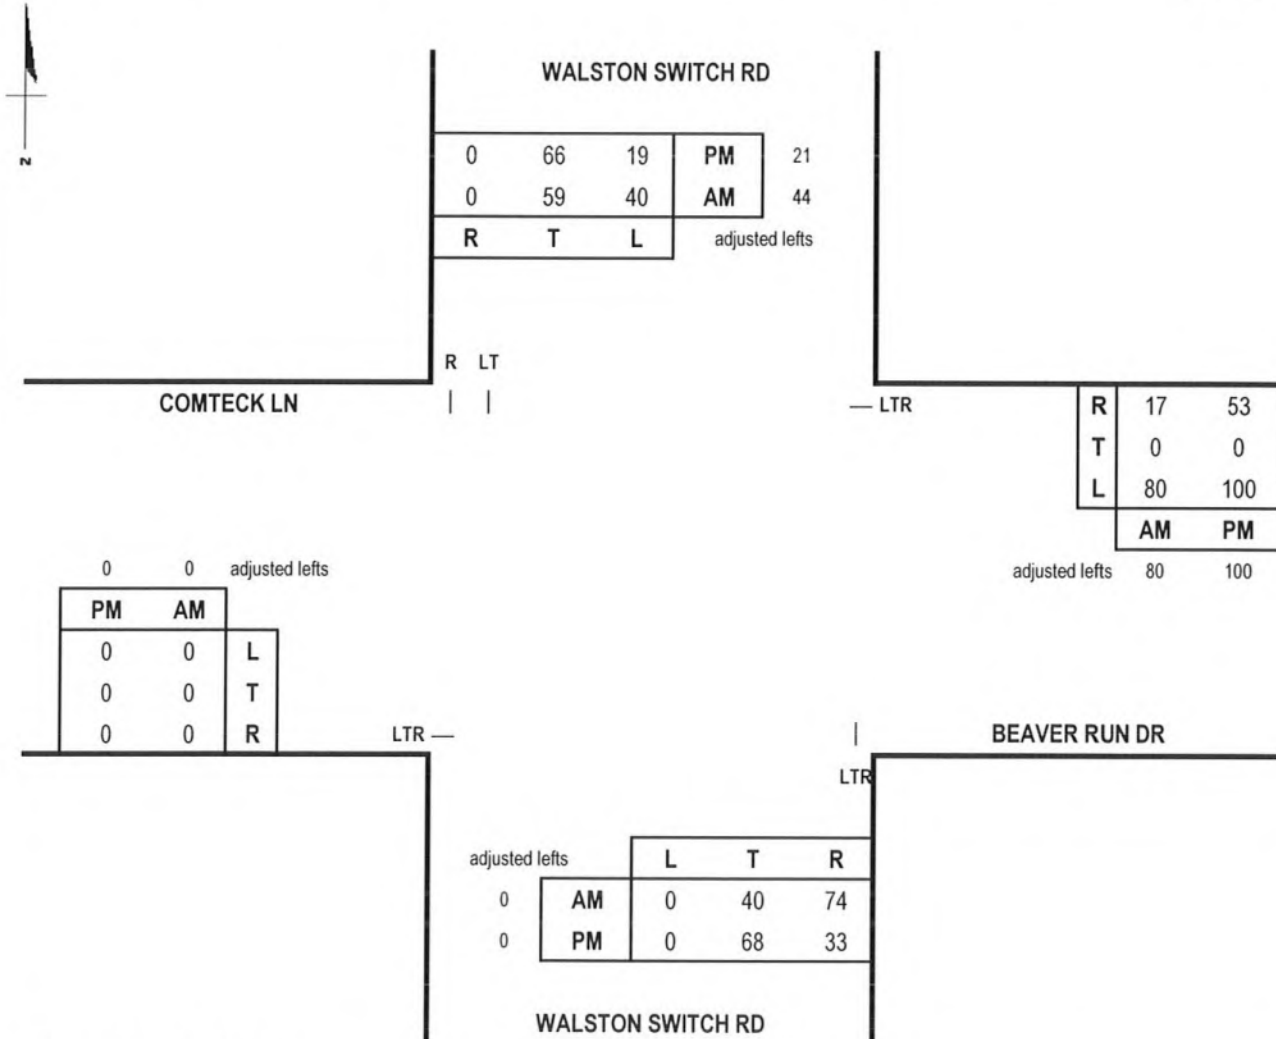 WALSTON SWITCH RD
0 66 19 PM 21
0 59 40 AM 44
R T L adjusted lefts
N
R LT
COMTECK LN
LTR
R 17 53
T 0 0
L 80 100
AM PM
adjusted lefts 80 100
0 0 adjusted lefts
PM AM
0 0 L
0 0 T
0 0 R
LTR
BEAVER RUN DR
LTR
adjusted lefts L T R
0 AM 0 40 74
0 PM 0 68 33
WALSTON SWITCH RD